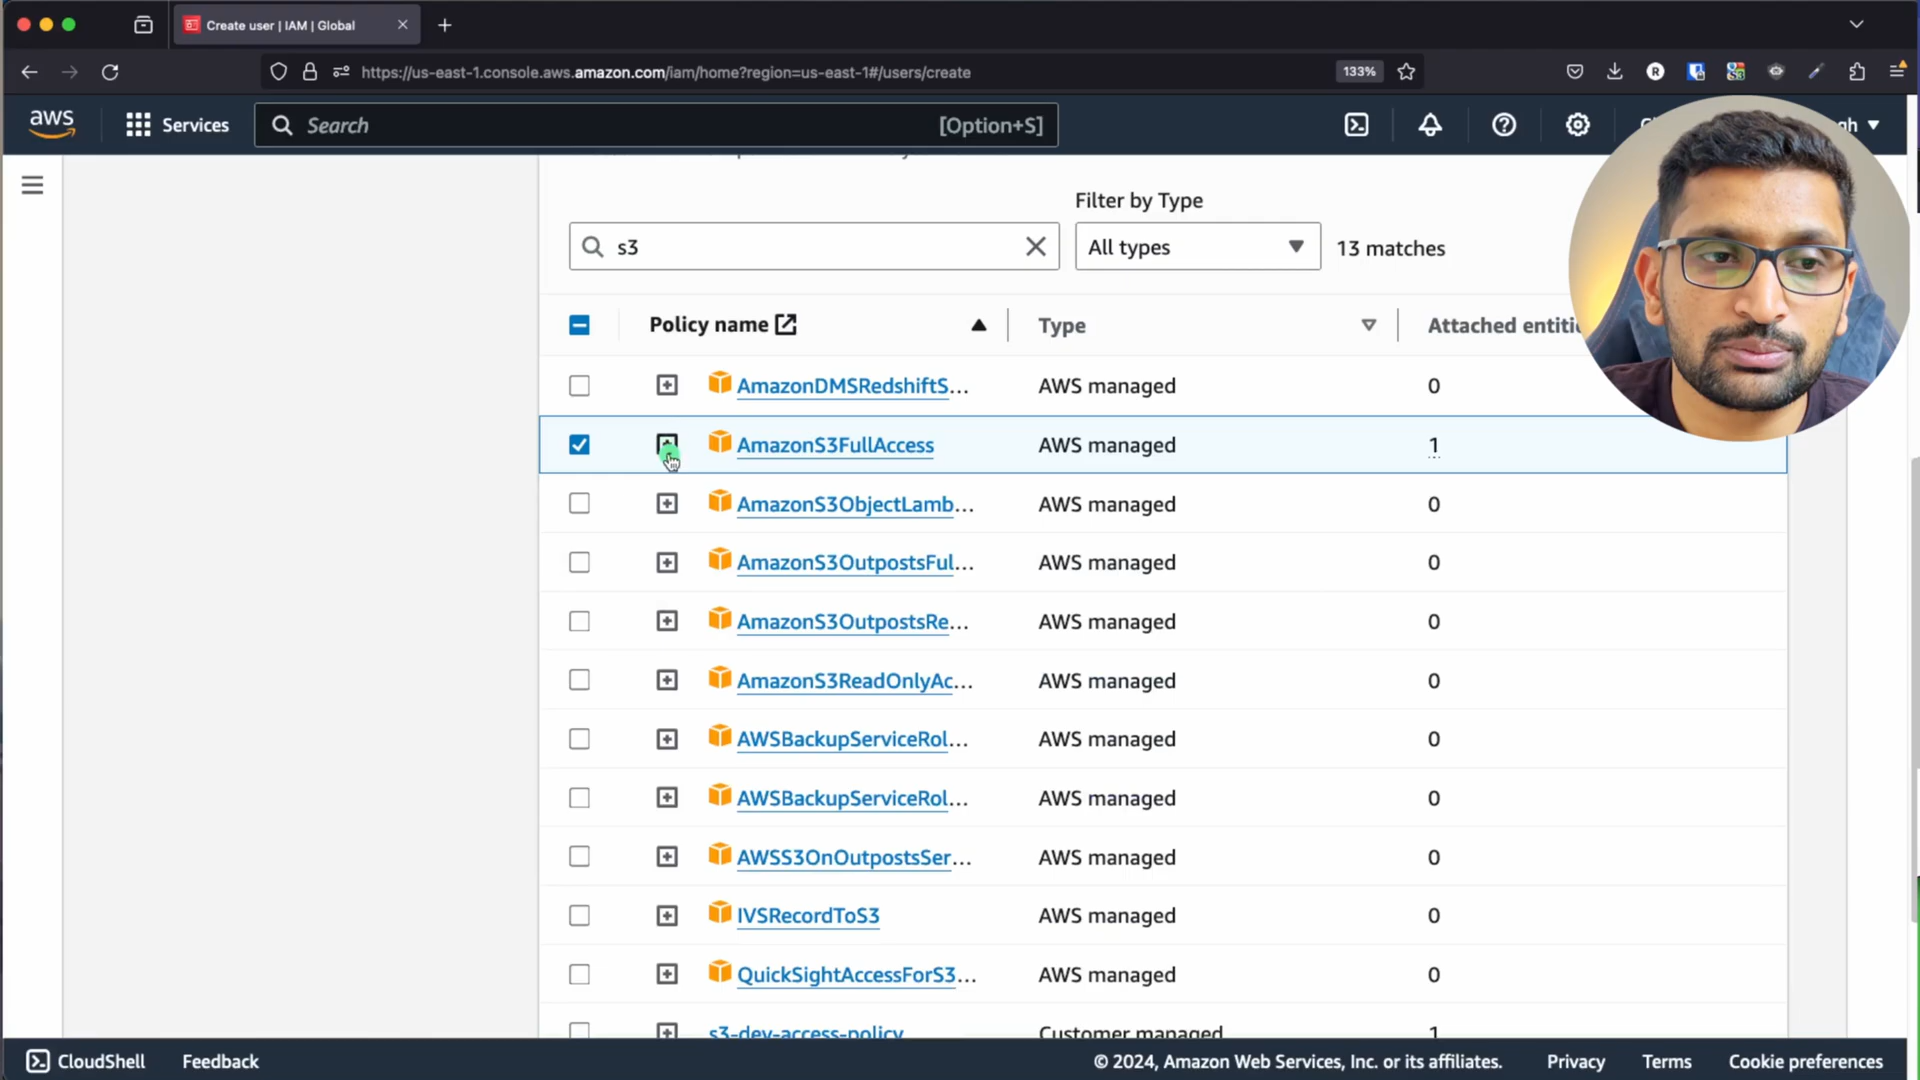 Create user | IAM | Global
https://us-east-1.console.aws.amazon.com/iam/home?region=us-east-1#/users/create
133%
R
aws
Services
Search
[Option+S]
Filter by Type
s3
All types
13 matches
Policy name
Type
AmazonDMSRedshiftS...
AWS managed
0
AmazonS3FullAccess
AWS managed
1
AmazonS3ObjectLamb...
AWS managed
0
AmazonS3OutpostsFul...
AWS managed
0
AmazonS3OutpostsRe...
AWS managed
0
AmazonS3ReadOnlyAc...
AWS managed
0
AWSBackupServiceRol...
AWS managed
0
AWSBackupServiceRol...
AWS managed
0
AWSS3OnOutpostsSer...
AWS managed
0
IVSRecordToS3
AWS managed
0
QuickSightAccessForS3...
AWS managed
0
s3-dev-access-policy
Customer managed
1
CloudShell
Feedback
© 2024, Amazon Web Services, Inc. or its affiliates.
Privacy
Terms
Cookie preferences